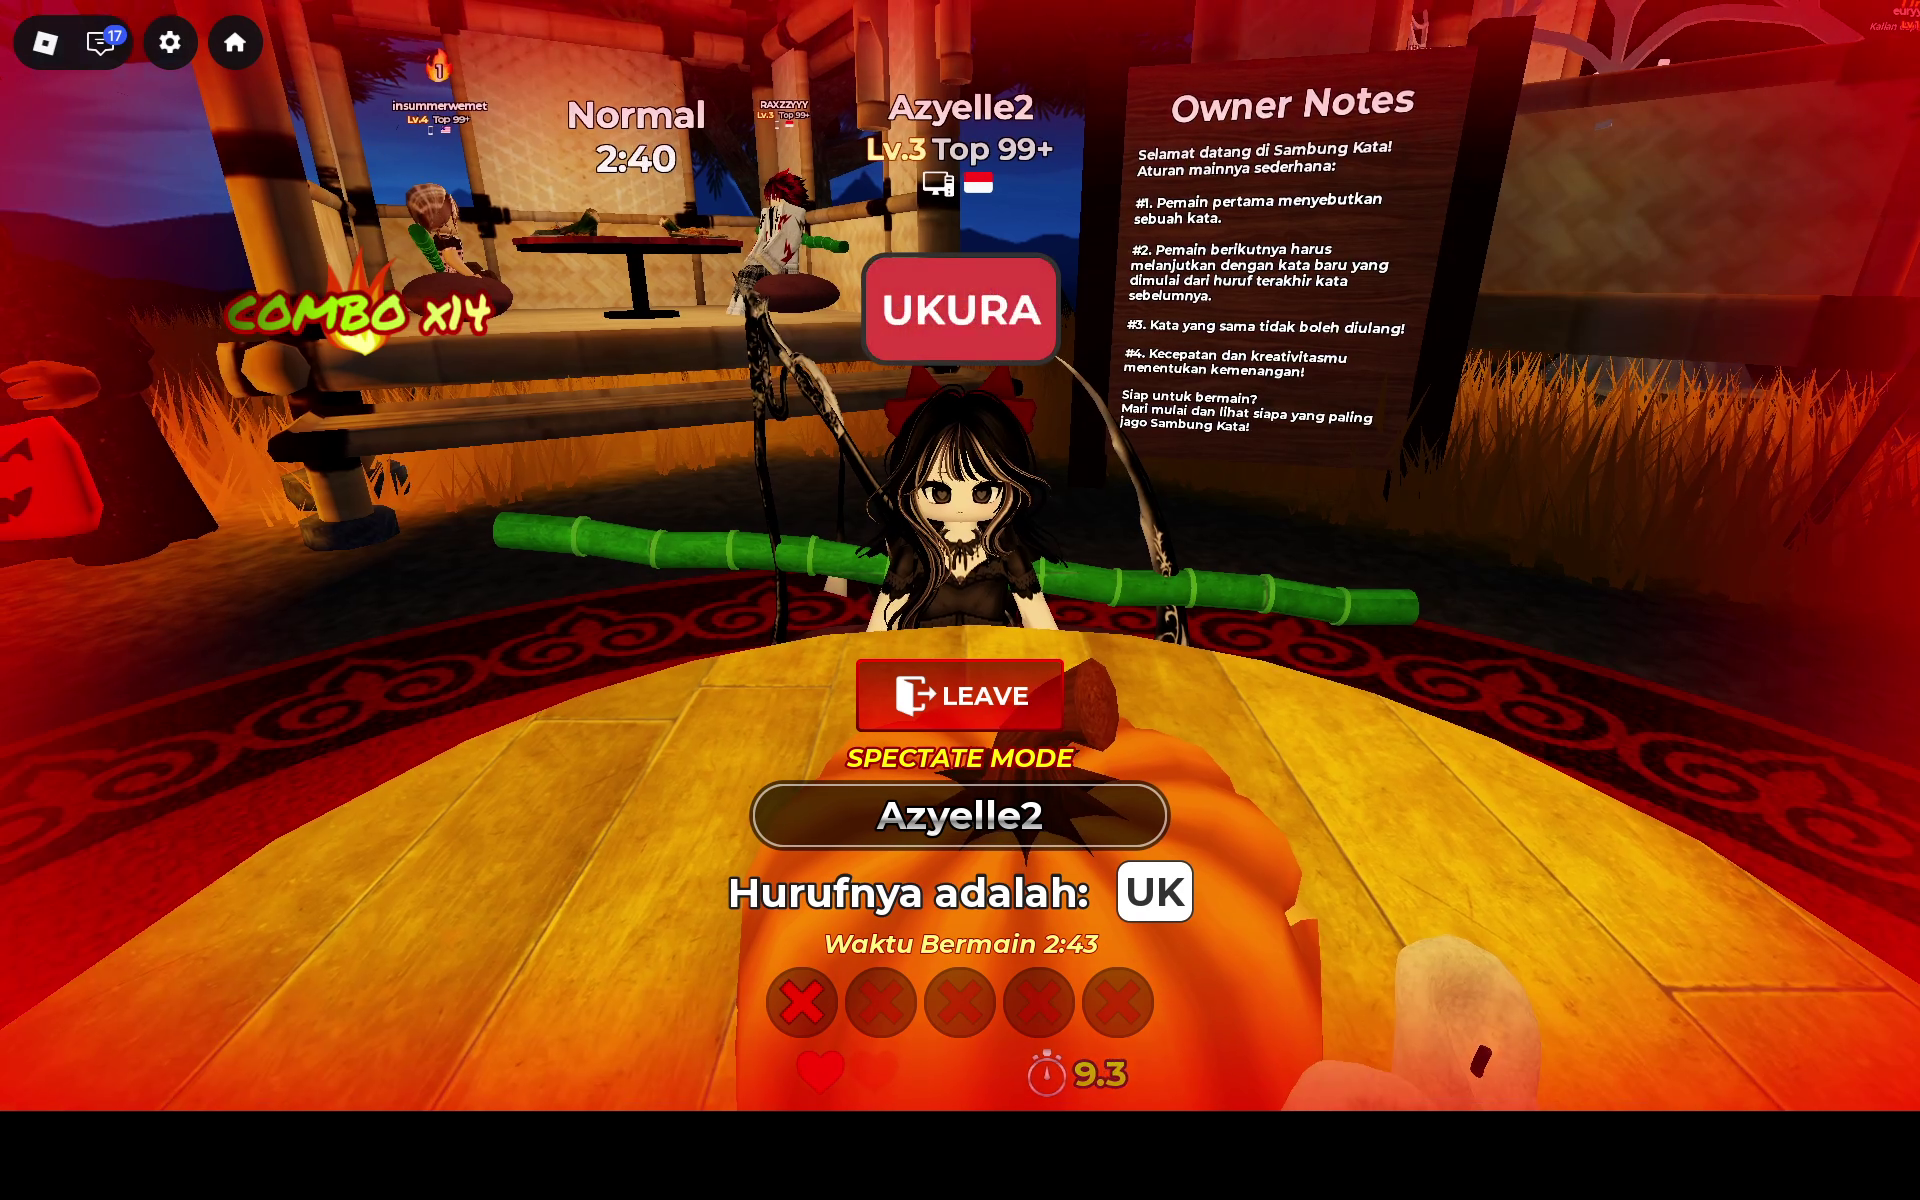 17
1
insummerwemet
Lv.4 Top 99+
Normal
2:40
RAXZZYYY
Lv.3 Top 99+
Azyelle2
Lv.3 Top 99+
UKURA
COMBO x14
Owner Notes
Selamat datang di Sambung Kata!
Aturan mainnya sederhana:
#1. Pemain pertama menyebutkan
sebuah kata.
#2. Pemain berikutnya harus
melanjutkan dengan kata baru yang
dimulai dari huruf terakhir kata
sebelumnya.
#3. Kata yang sama tidak boleh diulang!
#4. Kecepatan dan kreativitasmu
menentukan kemenangan!
Siap untuk bermain?
Mari mulai dan lihat siapa yang paling
jago Sambung Kata!
LEAVE
SPECTATE MODE
Azyelle2
Hurufnya adalah: UK
Waktu Bermain 2:43
9.3